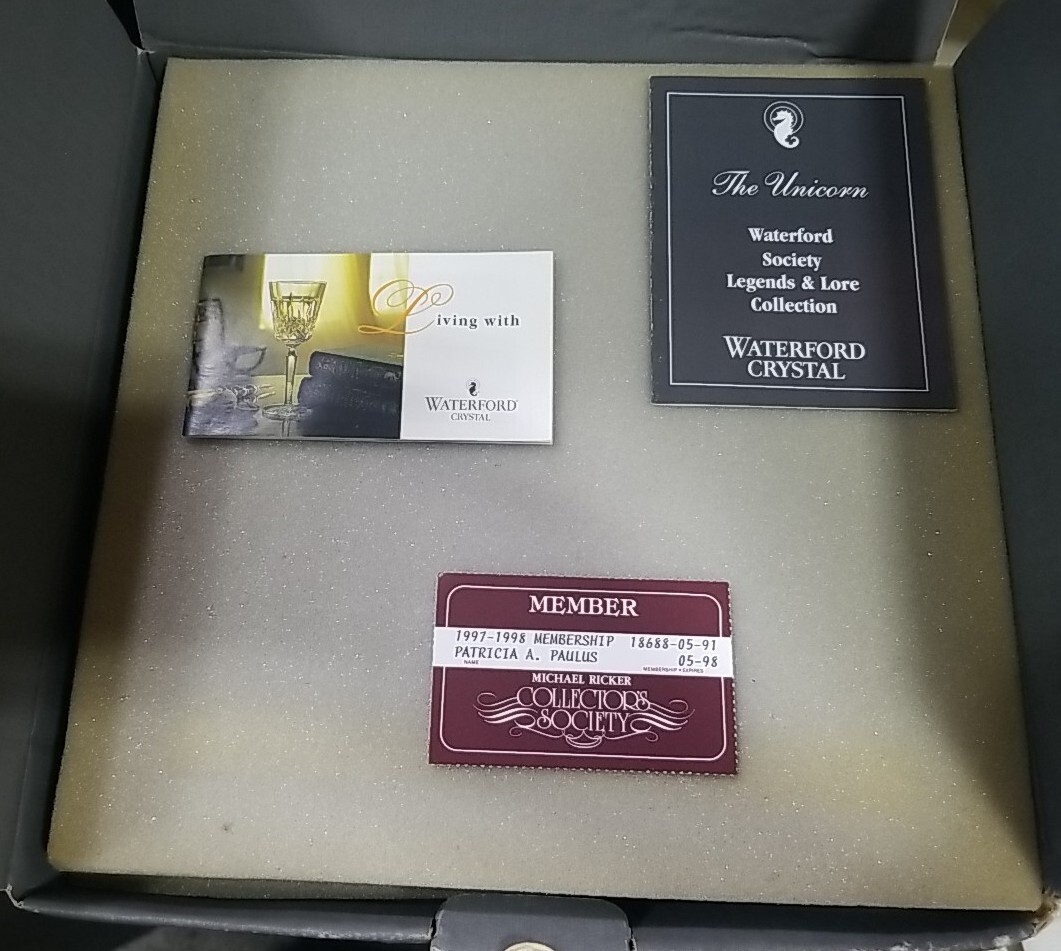 The Unicorn
Waterford
Society
Legends & Lore
Collection
WATERFORD
CRYSTAL
Living with
WATERFORD®
CRYSTAL
MEMBER
1997-1998 MEMBERSHIP 18688-05-91
PATRICIA A. PAULUS 05-98
NAME MEMBERSHIP • EXPIRES
MICHAEL RICKER
COLLECTOR'S
SOCIETY